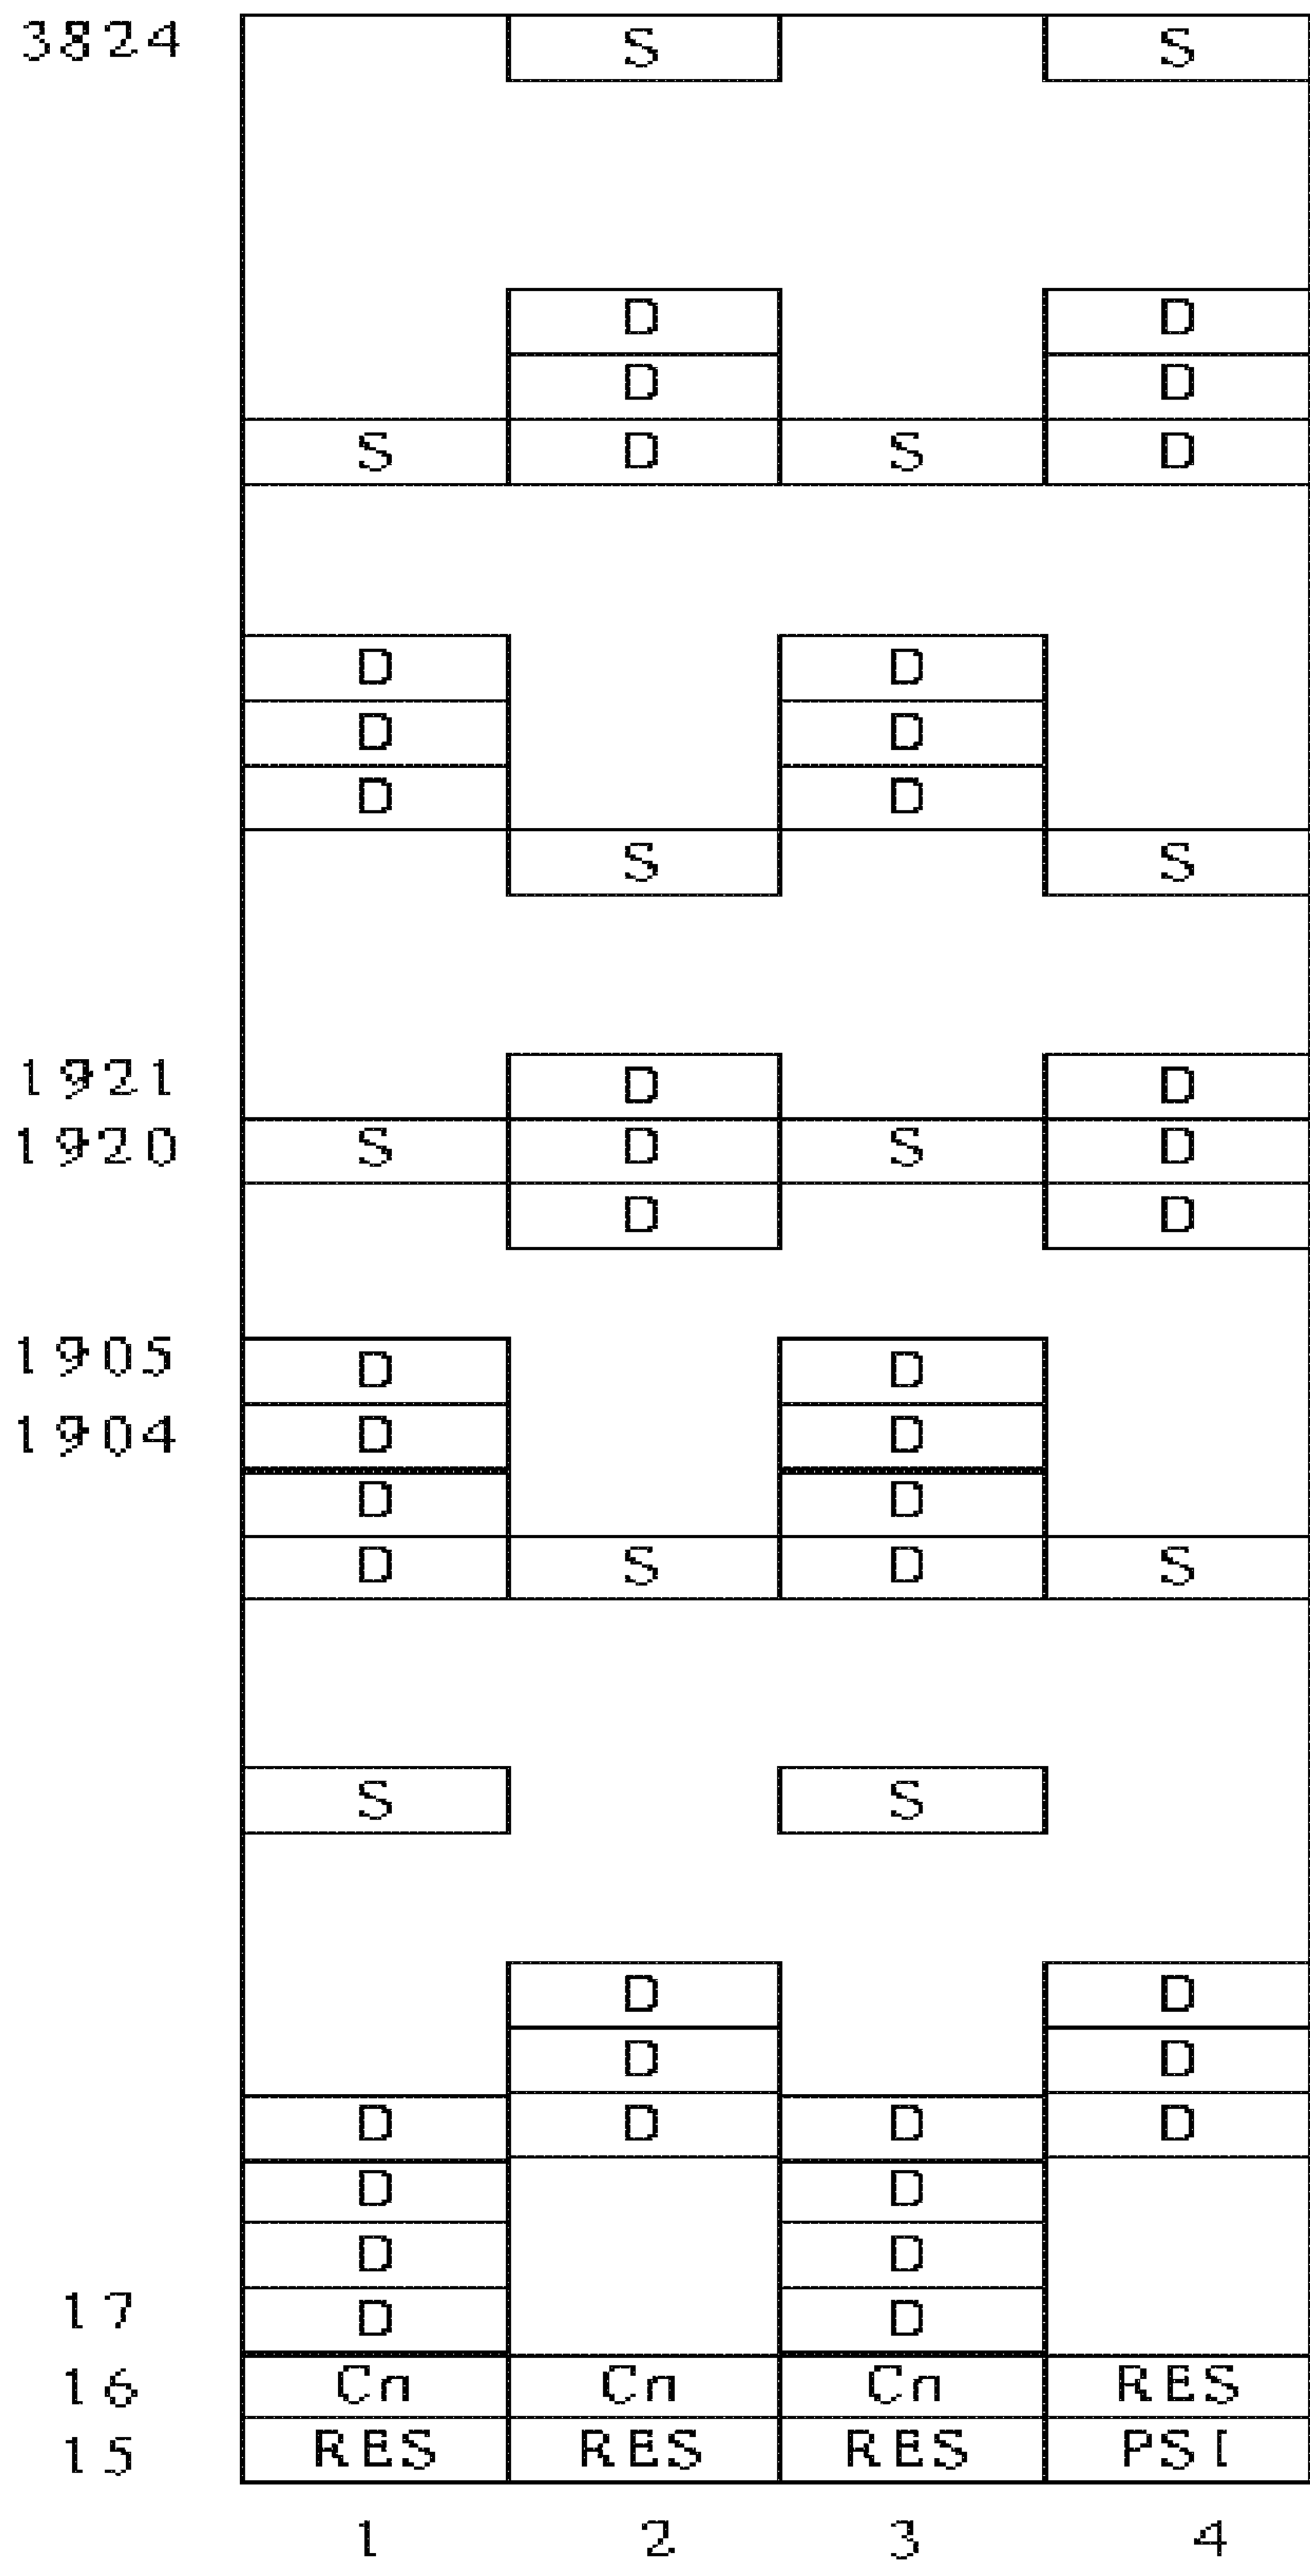 3824 S S
D D
D D
S D S D
D D
D D
D D
S S
1921 D D
1920 S D S D
D D
1905 D D
1904 D D
D D
D S D S
S S
D D
D D
D D D D
D D
D D
17 D D
16 Cn Cn Cn RES
15 RES RES RES PSI
1 2 3 4